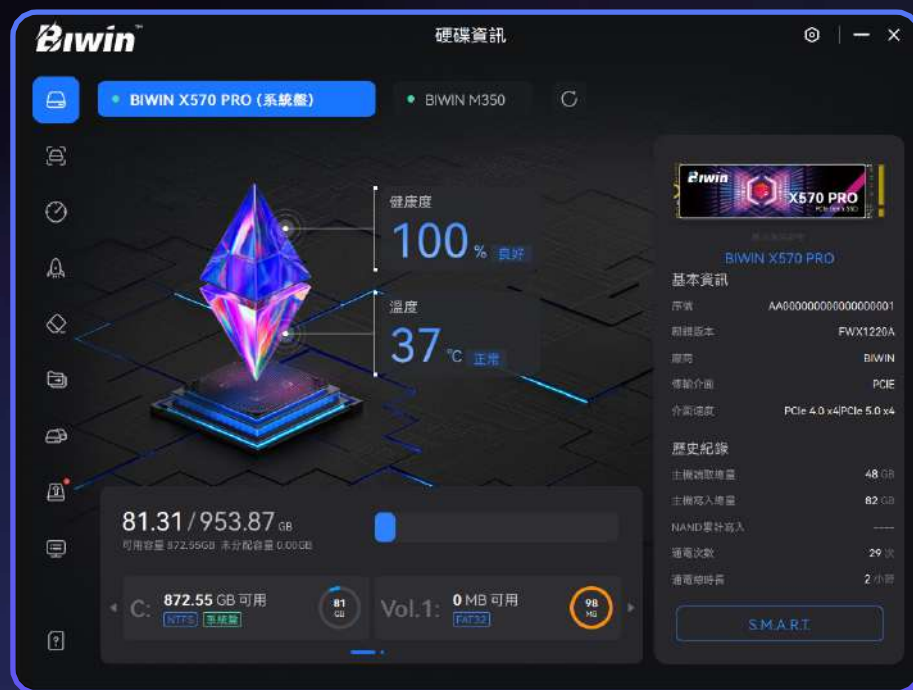 Biwin
硬碟資訊
BIWIN X570 PRO (系統盤)
BIWIN M350
健康度
100 % 良好
溫度
37 °C 正常
Biwin
X570 PRO
PCIe Gen5 SSD
BIWIN X570 PRO
基本資訊
序號 AA000000000000000001
韌體版本 FWX1220A
廠商 BIWIN
傳輸介面 PCIE
介面速度 PCIe 4.0 x4|PCIe 5.0 x4
歷史紀錄
主機讀取總量 48 GB
主機寫入總量 82 GB
NAND累計寫入 ----
通電次數 29 次
通電總時長 2 小時
S.M.A.R.T.
81.31/953.87 GB
可用容量 872.55GB 未分配容量 0.00GB
C: 872.55 GB 可用
NTFS 系統盤
81
GB
Vol.1: 0 MB 可用
FAT32
98
MB